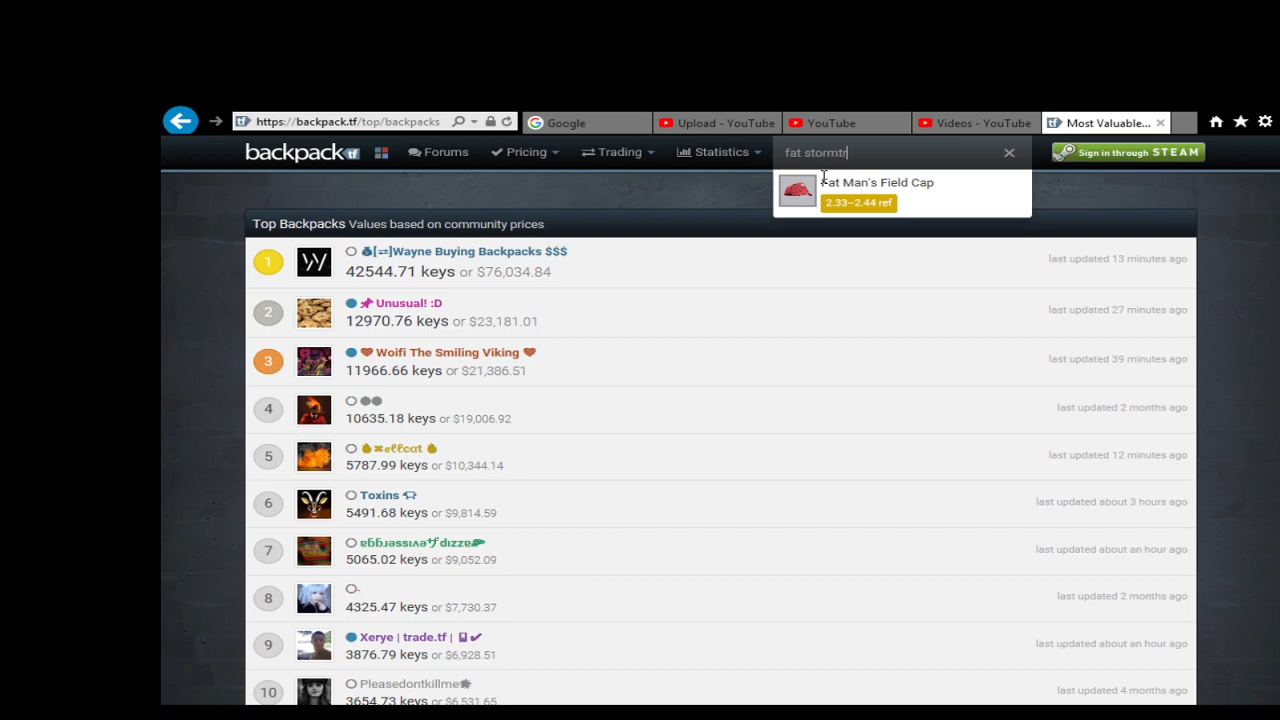 https://backpack.tf/top/backpacks
Google
Upload - YouTube
YouTube
Videos - YouTube
Most Valuable...
backpack tf
Forums
Pricing
Trading
Statistics
fat stormtr
Sign in through STEAM
Fat Man's Field Cap
2.33–2.44 ref
Top Backpacks Values based on community prices
1
[⇄]Wayne Buying Backpacks $$$
42544.71 keys or $76,034.84
last updated 13 minutes ago
2
Unusual! :D
12970.76 keys or $23,181.01
last updated 27 minutes ago
3
Woifi The Smiling Viking
11966.66 keys or $21,386.51
last updated 39 minutes ago
4
10635.18 keys or $19,006.92
last updated 2 months ago
5
5787.99 keys or $10,344.14
last updated 12 minutes ago
6
Toxins
5491.68 keys or $9,814.59
last updated about 3 hours ago
7
5065.02 keys or $9,052.09
last updated about an hour ago
8
-
4325.47 keys or $7,730.37
last updated 2 months ago
9
Xerye | trade.tf |
3876.79 keys or $6,928.51
last updated about an hour ago
10
Pleasedontkillme
3654.73 keys or $6,531.65
last updated 4 months ago